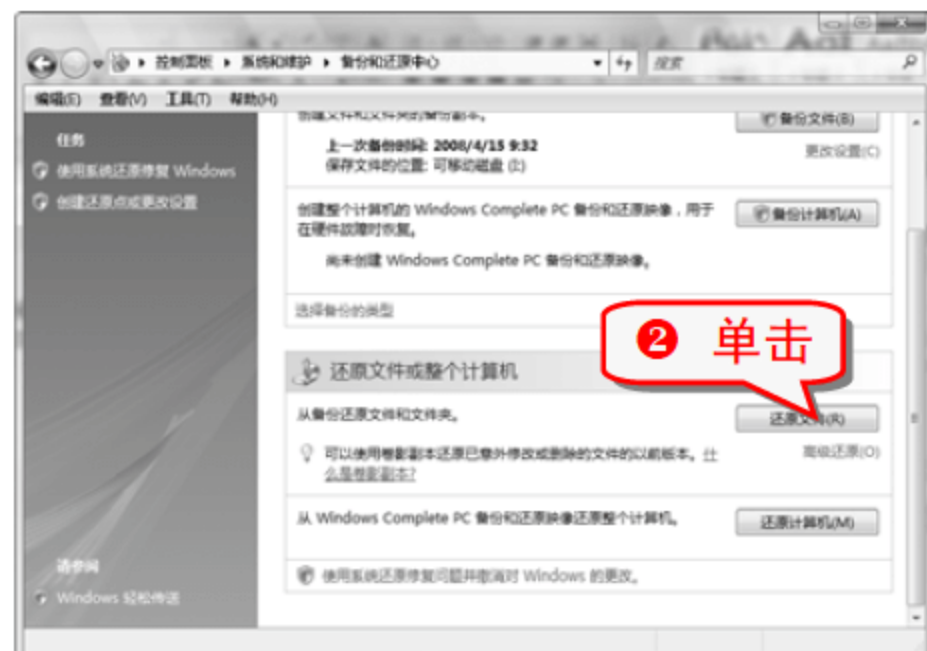 控制面板 ▸ 系统和维护 ▸ 备份和还原中心
搜索
编辑(E) 查看(V) 工具(T) 帮助(H)
创建文件和文件夹的备份副本。
备份文件(B)
任务
上一次备份时间: 2008/4/15 9:32
更改设置(C)
保存文件的位置: 可移动磁盘 (I:)
使用系统还原修复 Windows
创建还原点或更改设置
创建整个计算机的 Windows Complete PC 备份和还原映像，用于
在硬件故障时恢复。
备份计算机(A)
尚未创建 Windows Complete PC 备份和还原映像。
选择备份的类型
❷ 单击
还原文件或整个计算机
从备份还原文件和文件夹。
还原文件(R)
可以使用卷影副本还原已意外修改或删除的文件的以前版本。什
么是卷影副本?
高级还原(O)
从 Windows Complete PC 备份和还原映像还原整个计算机。
还原计算机(M)
请参阅
使用系统还原修复问题并撤消对 Windows 的更改。
Windows 轻松传送